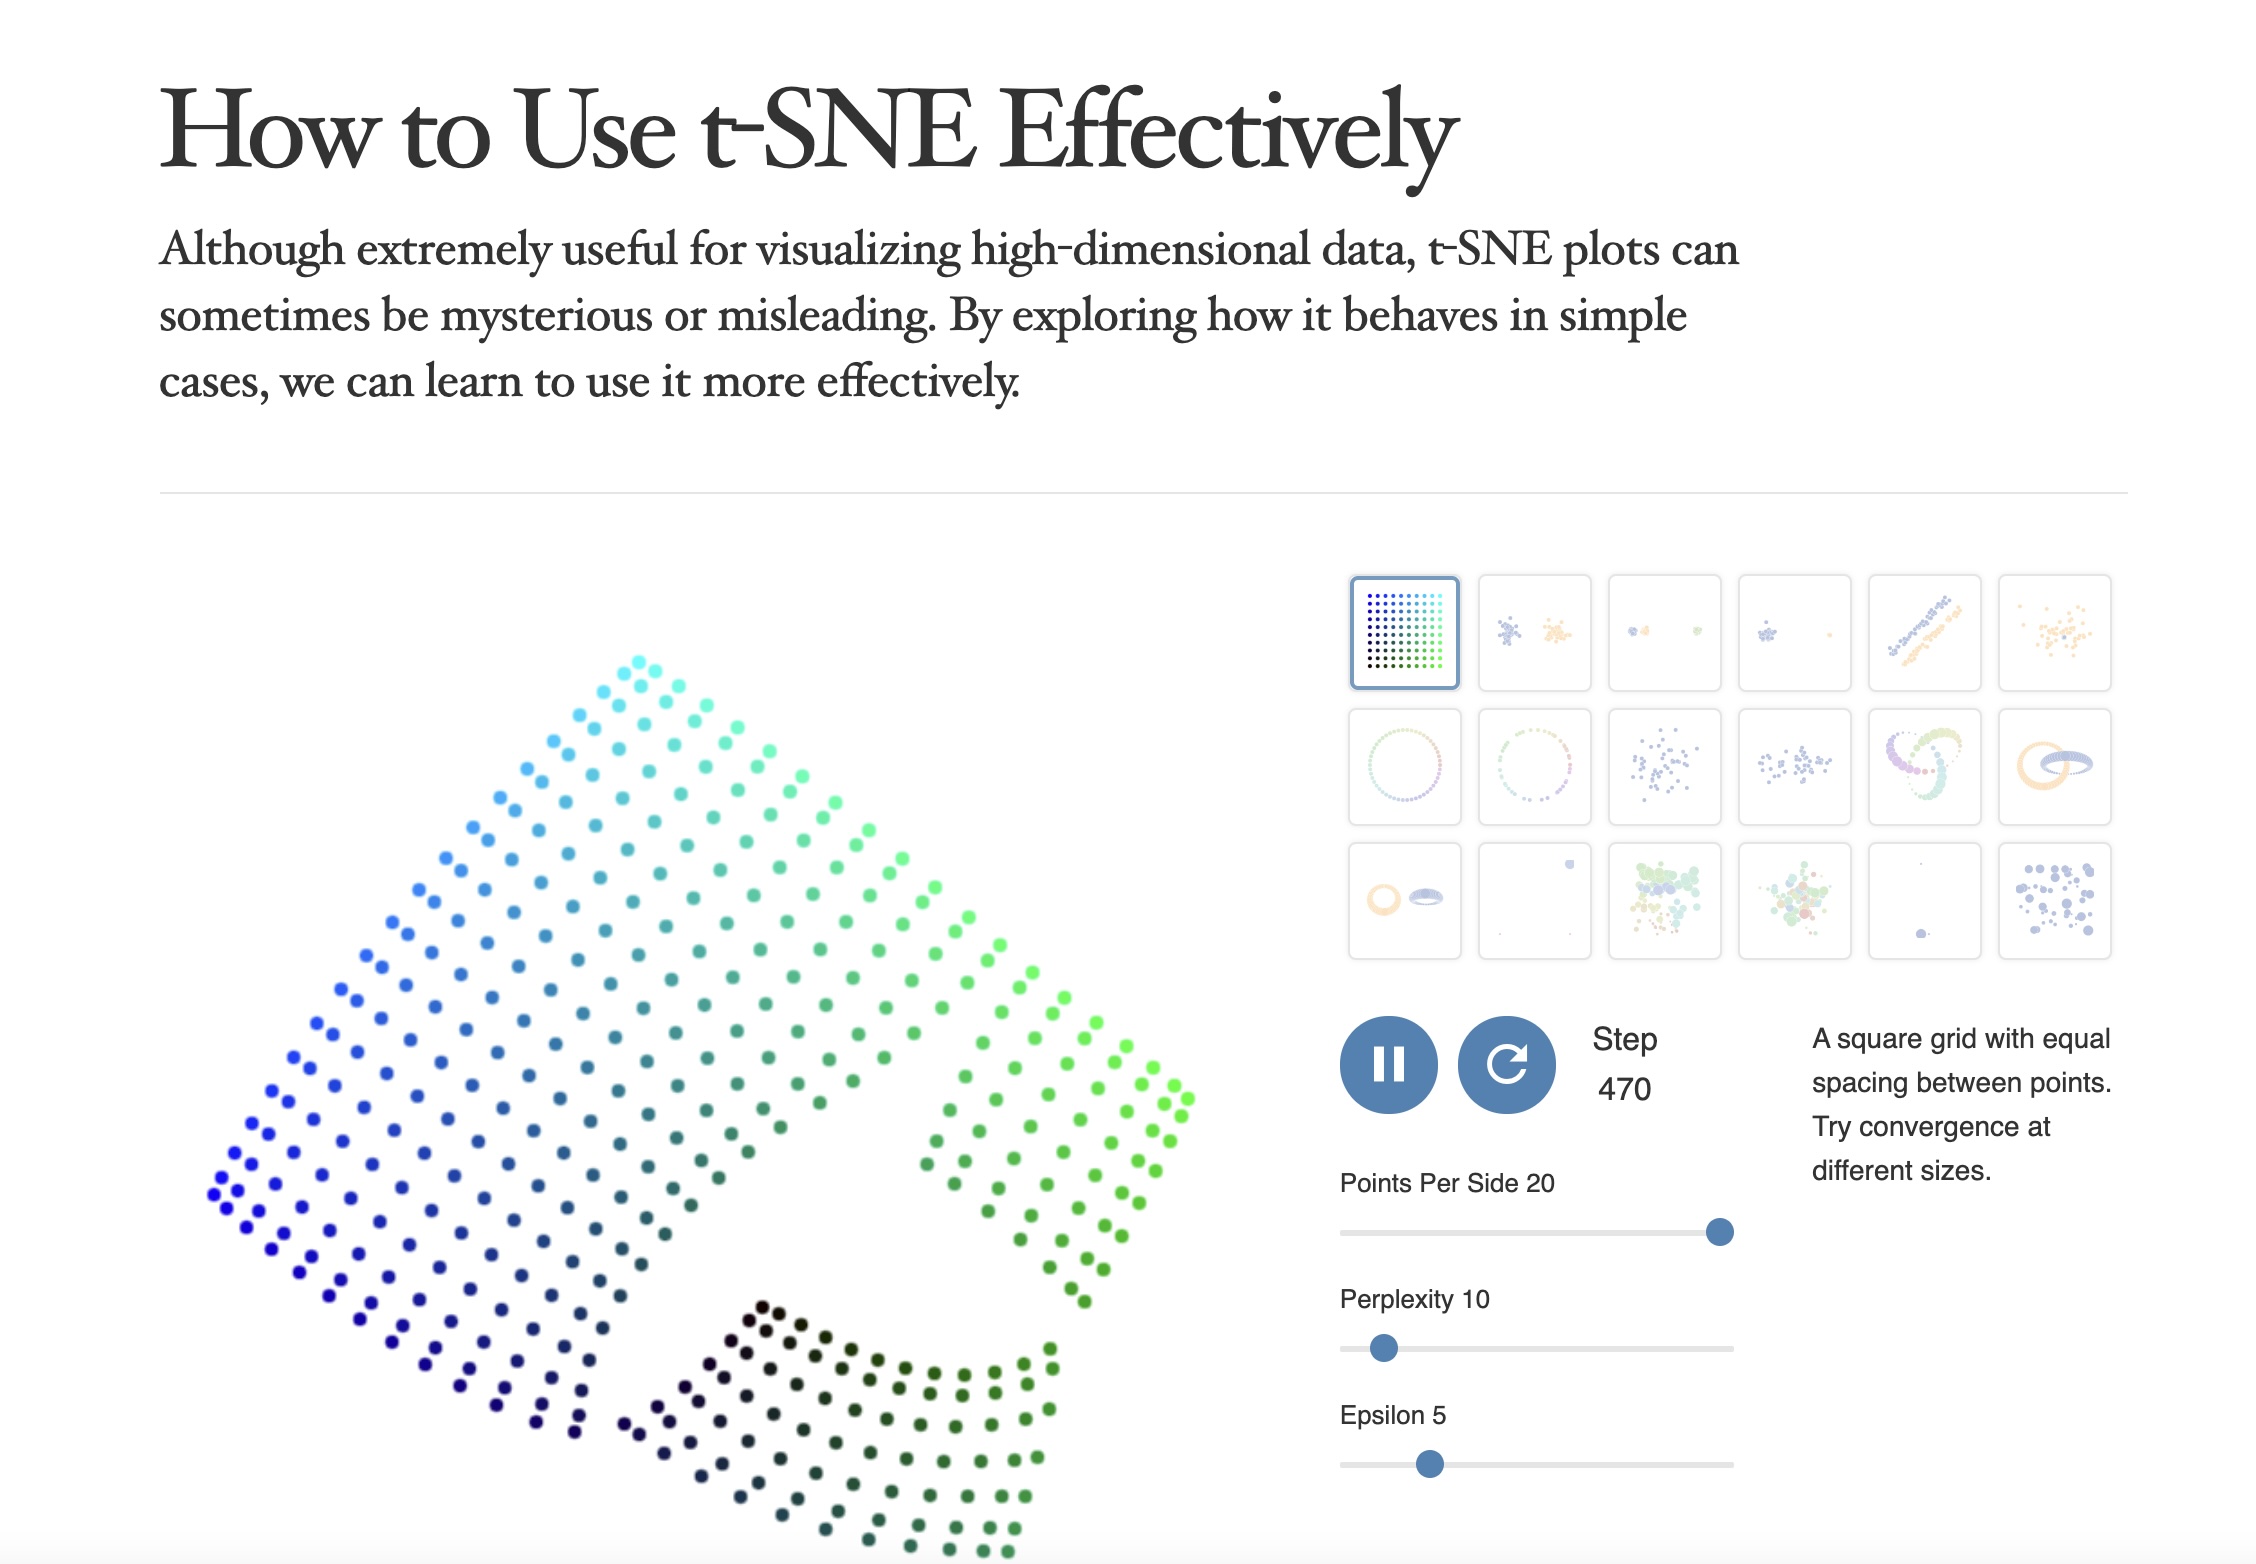 How to Use t-SNE Effectively
Although extremely useful for visualizing high-dimensional data, t-SNE plots can
sometimes be mysterious or misleading. By exploring how it behaves in simple
cases, we can learn to use it more effectively.
Step
470
A square grid with equal
spacing between points.
Try convergence at
different sizes.
Points Per Side 20
Perplexity 10
Epsilon 5